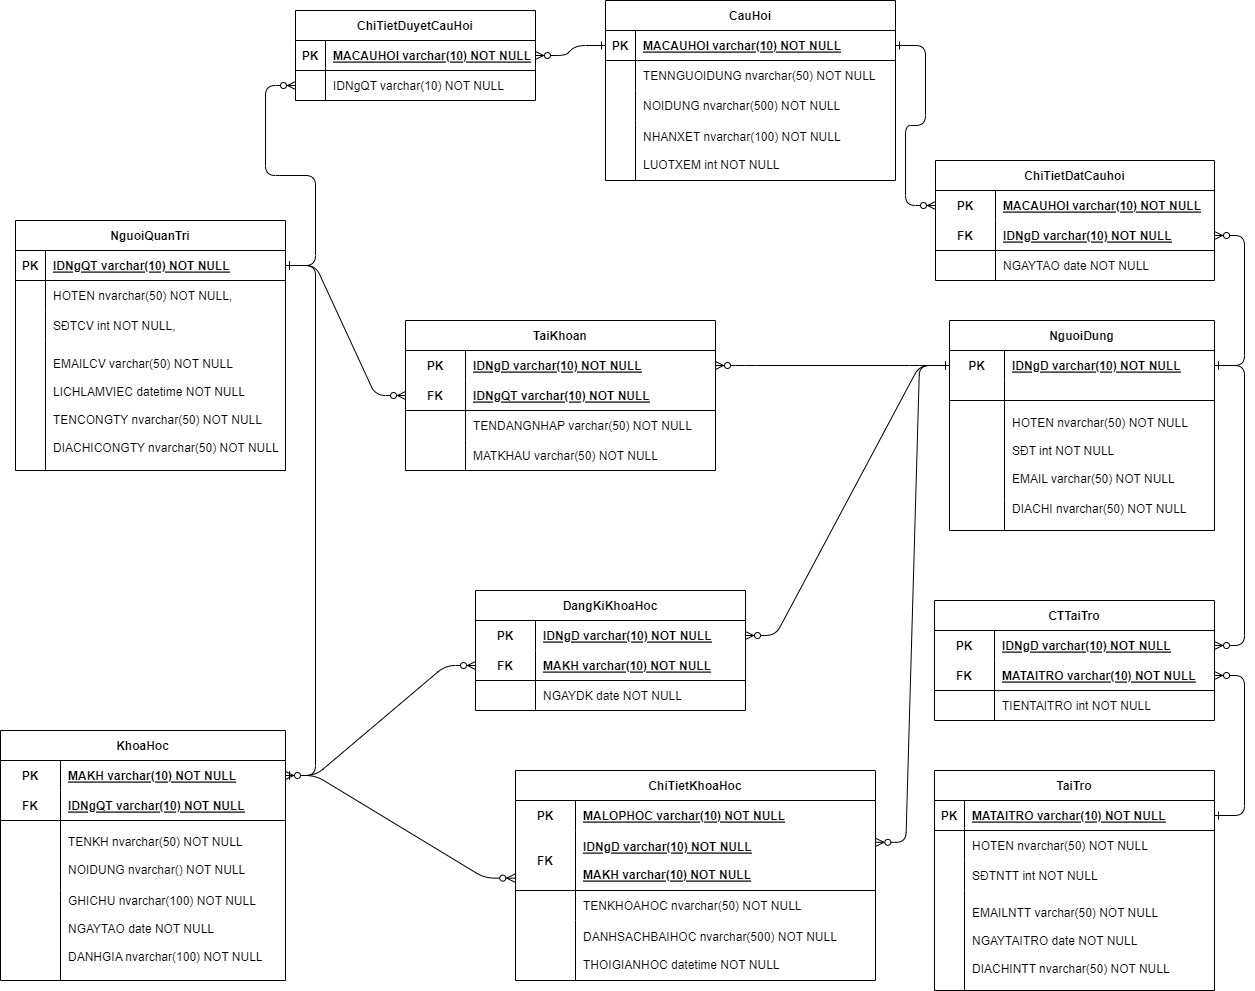 ChiTietDuyetCauHoi
PK MACAUHOI varchar(10) NOT NULL
IDNgQT varchar(10) NOT NULL
CauHoi
PK MACAUHOI varchar(10) NOT NULL
TENNGUOIDUNG nvarchar(50) NOT NULL
NOIDUNG nvarchar(500) NOT NULL
NHANXET nvarchar(100) NOT NULL
LUOTXEM int NOT NULL
ChiTietDatCauhoi
PK MACAUHOI varchar(10) NOT NULL
FK IDNgD varchar(10) NOT NULL
NGAYTAO date NOT NULL
NguoiQuanTri
PK IDNgQT varchar(10) NOT NULL
HOTEN nvarchar(50) NOT NULL,
SĐTCV int NOT NULL,
EMAILCV varchar(50) NOT NULL
LICHLAMVIEC datetime NOT NULL
TENCONGTY nvarchar(50) NOT NULL
DIACHICONGTY nvarchar(50) NOT NULL
TaiKhoan
PK IDNgD varchar(10) NOT NULL
FK IDNgQT varchar(10) NOT NULL
TENDANGNHAP varchar(50) NOT NULL
MATKHAU varchar(50) NOT NULL
NguoiDung
PK IDNgD varchar(10) NOT NULL
HOTEN nvarchar(50) NOT NULL
SĐT int NOT NULL
EMAIL varchar(50) NOT NULL
DIACHI nvarchar(50) NOT NULL
DangKiKhoaHoc
PK IDNgD varchar(10) NOT NULL
FK MAKH varchar(10) NOT NULL
NGAYDK date NOT NULL
CTTaiTro
PK IDNgD varchar(10) NOT NULL
FK MATAITRO varchar(10) NOT NULL
TIENTAITRO int NOT NULL
KhoaHoc
PK MAKH varchar(10) NOT NULL
FK IDNgQT varchar(10) NOT NULL
TENKH nvarchar(50) NOT NULL
NOIDUNG nvarchar() NOT NULL
GHICHU nvarchar(100) NOT NULL
NGAYTAO date NOT NULL
DANHGIA nvarchar(100) NOT NULL
ChiTietKhoaHoc
PK MALOPHOC varchar(10) NOT NULL
IDNgD varchar(10) NOT NULL
FK
MAKH varchar(10) NOT NULL
TENKHOAHOC nvarchar(50) NOT NULL
DANHSACHBAIHOC nvarchar(500) NOT NULL
THOIGIANHOC datetime NOT NULL
TaiTro
PK MATAITRO varchar(10) NOT NULL
HOTEN nvarchar(50) NOT NULL
SĐTNTT int NOT NULL
EMAILNTT varchar(50) NOT NULL
NGAYTAITRO date NOT NULL
DIACHINTT nvarchar(50) NOT NULL